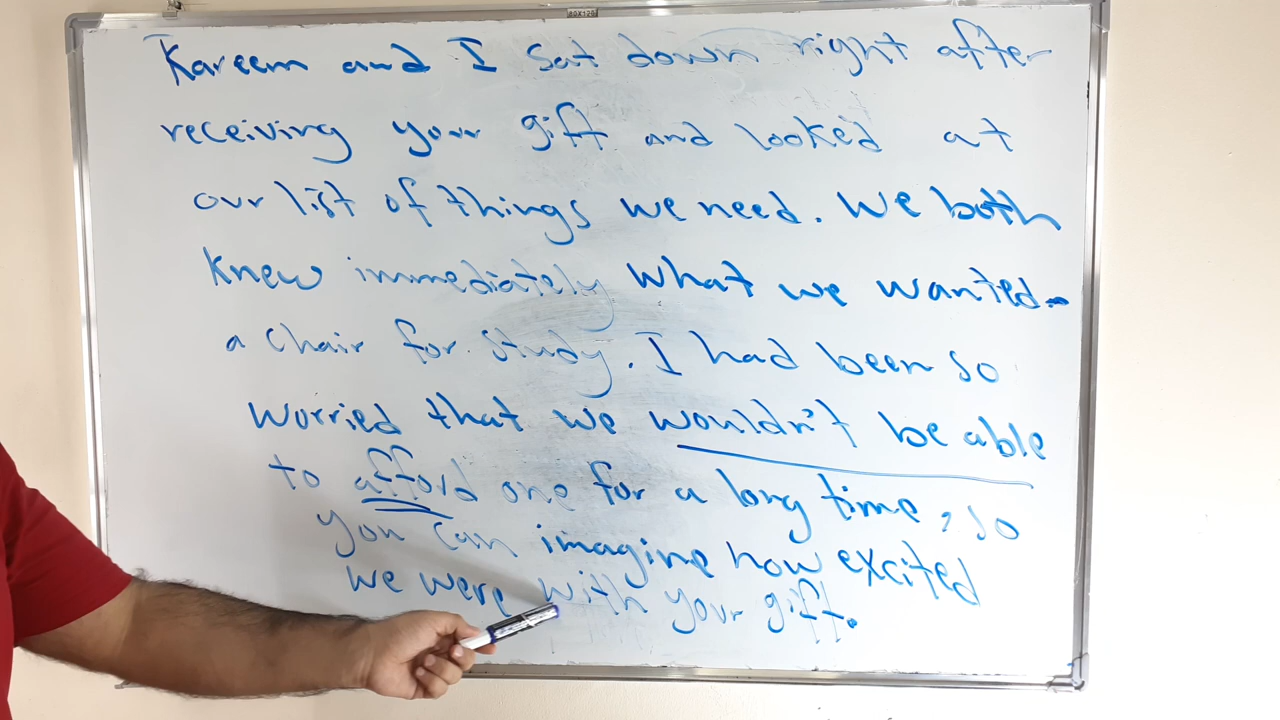 80X120
Kareem and I sat down right after
receiving your gift and looked at
our list of things we need. We both
knew immediately what we wanted-
a chair for study. I had been so
worried that we wouldn't be able
to afford one for a long time, so
you can imagine how excited
we were with your gift.